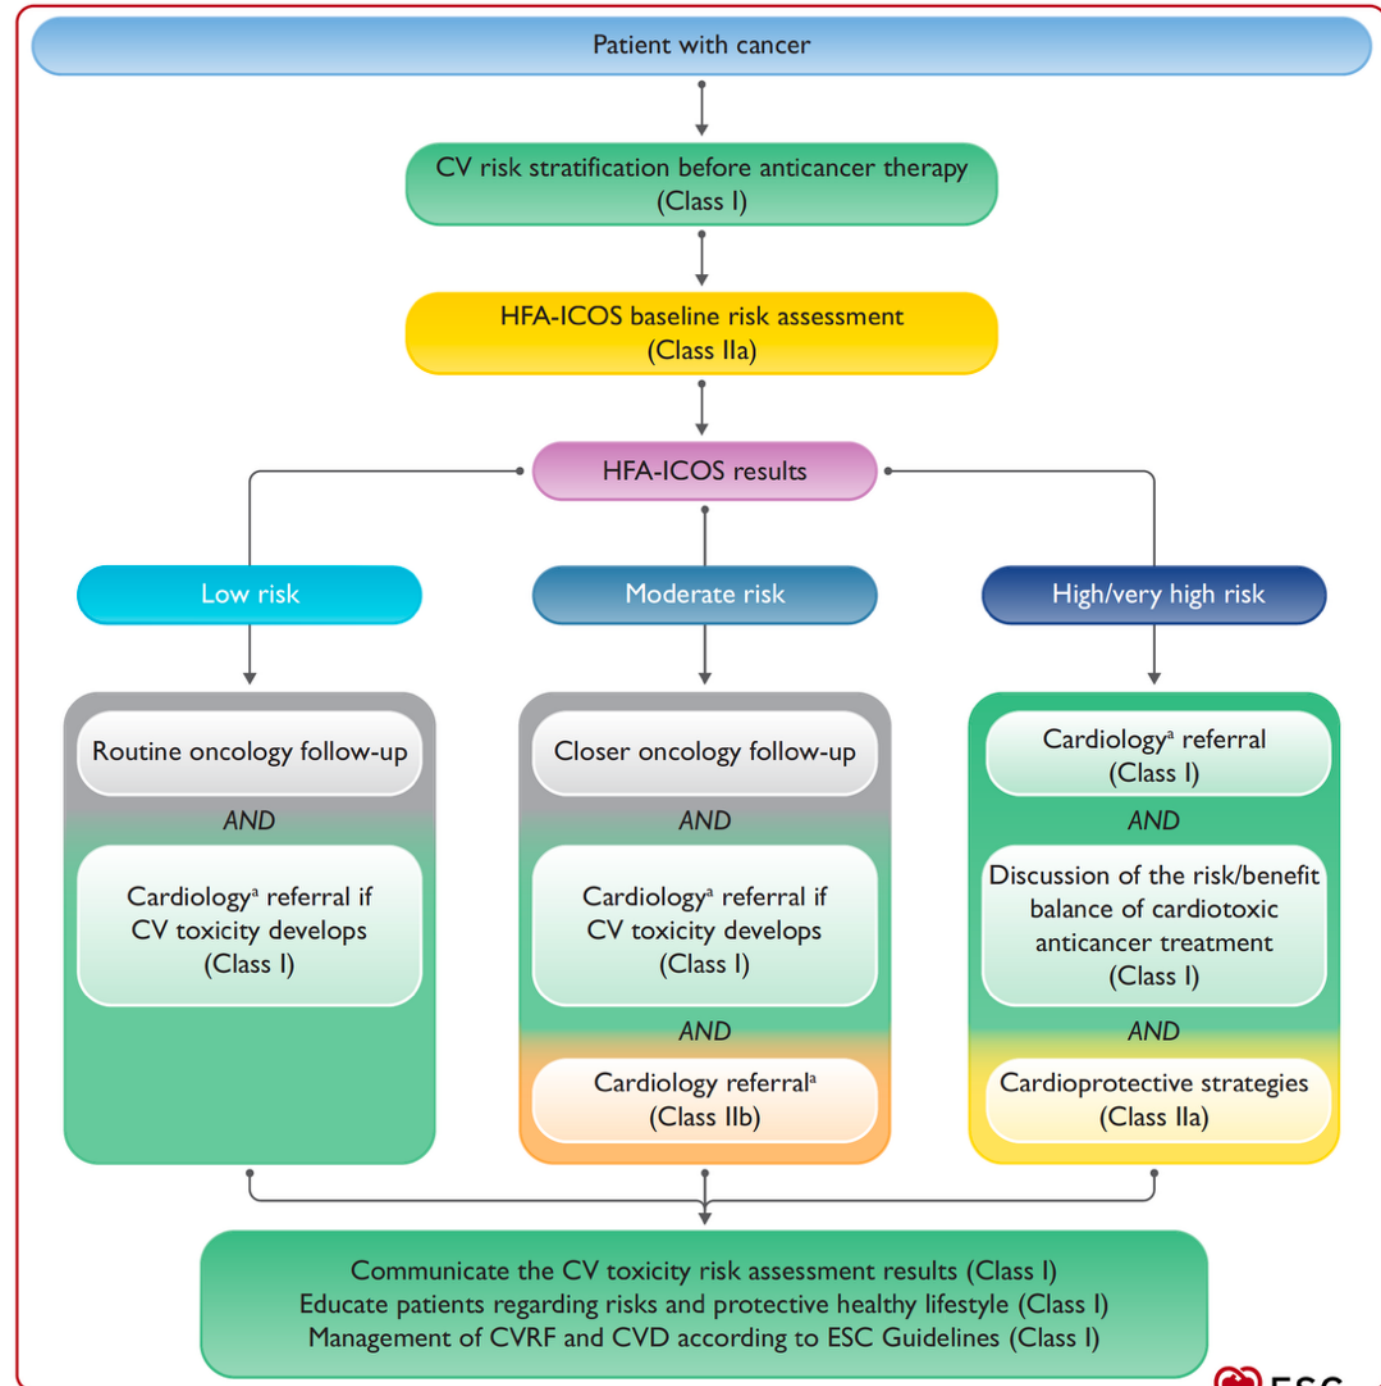 Patient with cancer
CV risk stratification before anticancer therapy
(Class I)
HFA-ICOS baseline risk assessment
(Class IIa)
HFA-ICOS results
Low risk
Moderate risk
High/very high risk
Routine oncology follow-up
AND
Cardiologyᵃ referral if
CV toxicity develops
(Class I)
Closer oncology follow-up
AND
Cardiologyᵃ referral if
CV toxicity develops
(Class I)
AND
Cardiology referralᵃ
(Class IIb)
Cardiologyᵃ referral
(Class I)
AND
Discussion of the risk/benefit
balance of cardiotoxic
anticancer treatment
(Class I)
AND
Cardioprotective strategies
(Class IIa)
Communicate the CV toxicity risk assessment results (Class I)
Educate patients regarding risks and protective healthy lifestyle (Class I)
Management of CVRF and CVD according to ESC Guidelines (Class I)
ESC